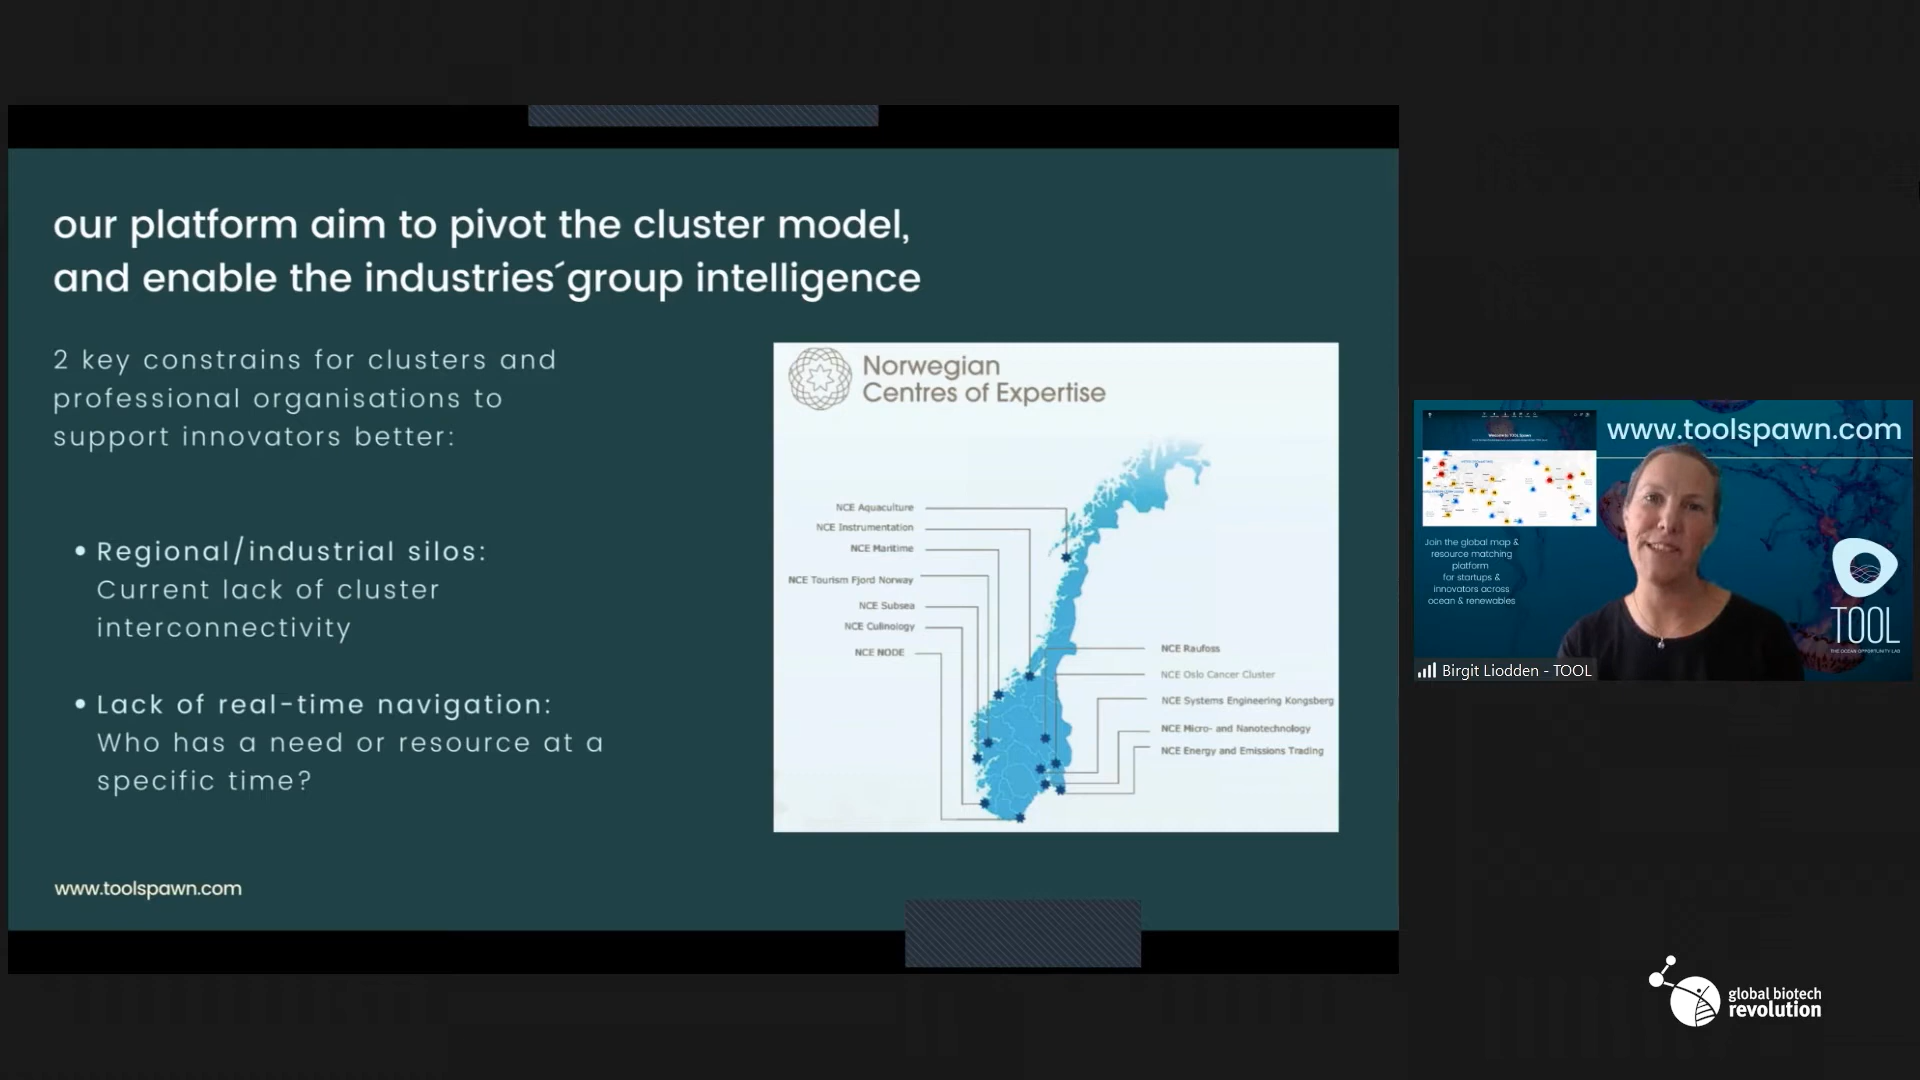 our platform aim to pivot the cluster model,
and enable the industries´group intelligence
2 key constrains for clusters and
professional organisations to
support innovators better:
• Regional/industrial silos:
Current lack of cluster
interconnectivity
• Lack of real-time navigation:
Who has a need or resource at a
specific time?
www.toolspawn.com
Norwegian
Centres of Expertise
NCE Aquaculture
NCE Instrumentation
NCE Maritime
NCE Tourism Fjord Norway
NCE Subsea
NCE Culinology
NCE NODE
NCE Raufoss
NCE Oslo Cancer Cluster
NCE Systems Engineering Kongsberg
NCE Micro- and Nanotechnology
NCE Energy and Emissions Trading
www.toolspawn.com
Join the global map &
resource matching
platform
for startups &
innovators across
ocean & renewables
TOOL
THE OCEAN OPPORTUNITY LAB
Birgit Liodden - TOOL
global biotech
revolution